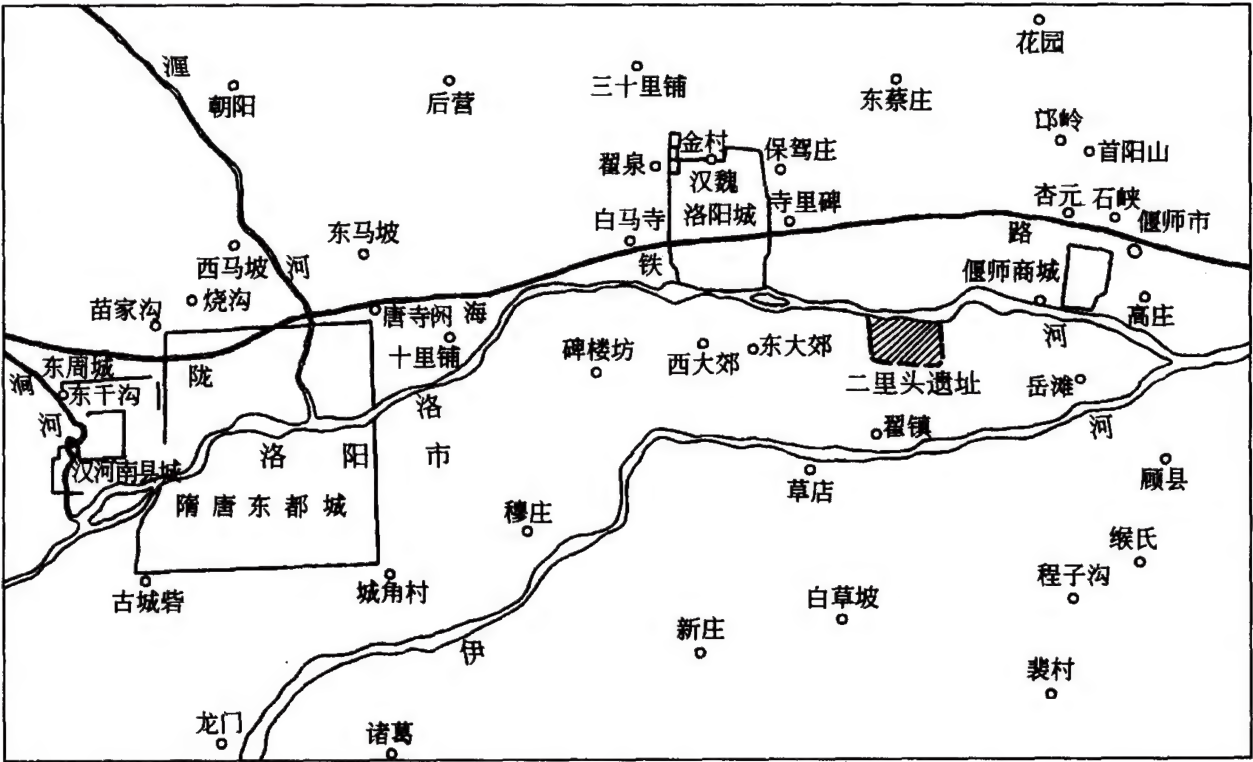 花园
瀍
朝阳
后营
三十里铺
东蔡庄
邙岭
首阳山
金村
翟泉
保驾庄
汉魏
洛阳城
白马寺
寺里碑
杏元
石峡
偃师市
路
东马坡
西马坡
河
铁
偃师商城
烧沟
苗家沟
唐寺阿
海
高庄
十里铺
碑楼坊
西大郊
东大郊
河
二里头遗址
岳滩
东周城
陇
涧
东干沟
河
洛
洛阳市
翟镇
河
汉河南县城
隋唐东都城
草店
顾县
穆庄
缑氏
程子沟
古城砦
城角村
白草坡
新庄
伊
裴村
龙门
诸葛